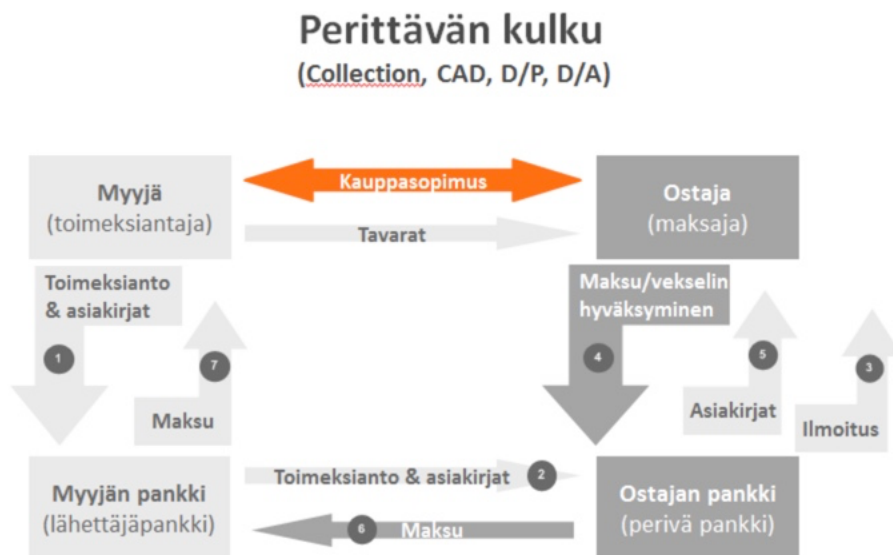 Perittävän kulku
(Collection, CAD, D/P, D/A)
Myyjä
(toimeksiantaja)
Kauppasopimus
Tavarat
Ostaja
(maksaja)
Toimeksianto
& asiakirjat
1
7
Maksu
Maksu/vekselin
hyväksyminen
4
5
Asiakirjat
3
Ilmoitus
Myyjän pankki
(lähettäjäpankki)
Toimeksianto & asiakirjat
2
6
Maksu
Ostajan pankki
(perivä pankki)